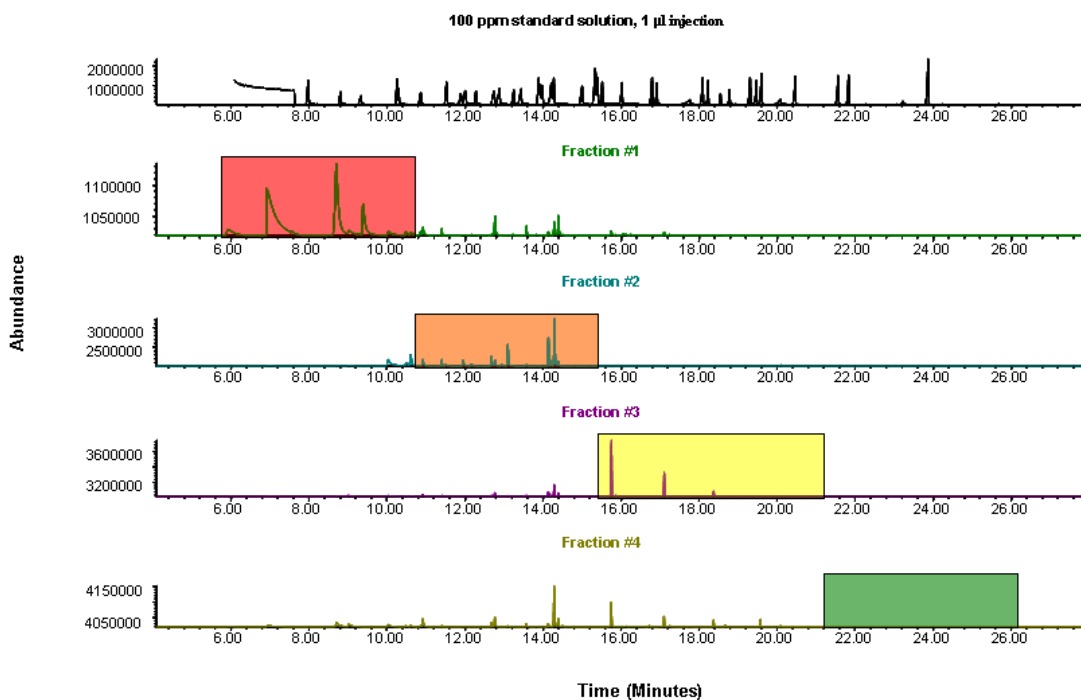 100 ppm standard solution, 1 µl injection
2000000
1000000
6.00 8.00 10.00 12.00 14.00 16.00 18.00 20.00 22.00 24.00 26.00
Fraction #1
1100000
1050000
6.00 8.00 10.00 12.00 14.00 16.00 18.00 20.00 22.00 24.00 26.00
Fraction #2
3000000
2500000
6.00 8.00 10.00 12.00 14.00 16.00 18.00 20.00 22.00 24.00 26.00
Fraction #3
3600000
3200000
6.00 8.00 10.00 12.00 14.00 16.00 18.00 20.00 22.00 24.00 26.00
Fraction #4
4150000
4050000
6.00 8.00 10.00 12.00 14.00 16.00 18.00 20.00 22.00 24.00 26.00
Abundance
Time (Minutes)